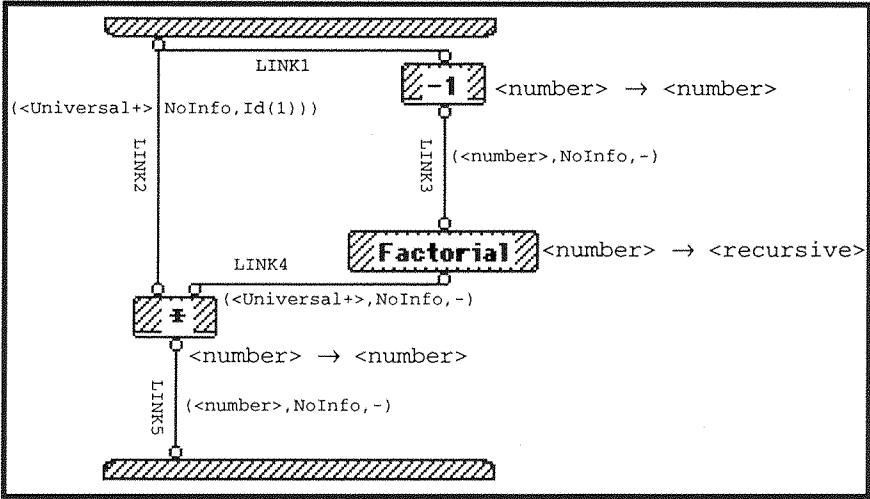 LINK1
-1
<number> → <number>
(<Universal+> NoInfo,Id(1)))
LINK2
LINK3
(<number>,NoInfo,-)
Factorial
<number> → <recursive>
LINK4
(<Universal+>,NoInfo,-)
*
<number> → <number>
LINK5
(<number>,NoInfo,-)